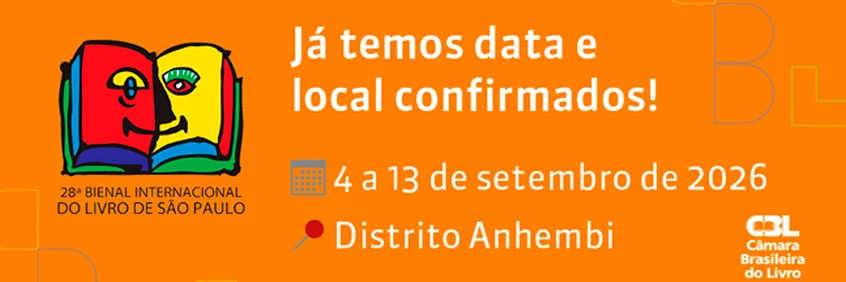 Já temos data e
local confirmados!
28ª BIENAL INTERNACIONAL
DO LIVRO DE SÃO PAULO
4 a 13 de setembro de 2026
Distrito Anhembi
CBL
Câmara
Brasileira
do Livro